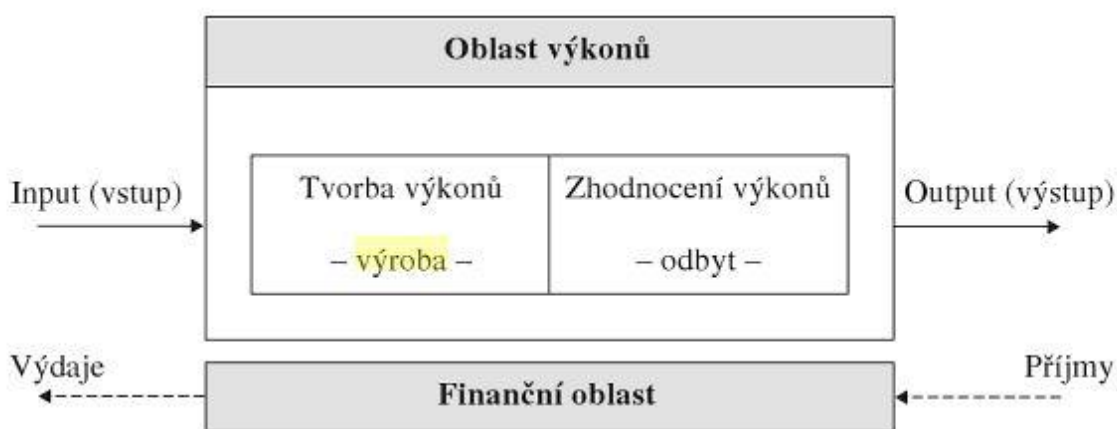 Oblast výkonů
Input (vstup)
Tvorba výkonů
Zhodnocení výkonů
Output (výstup)
– výroba –
– odbyt –
Výdaje
Finanční oblast
Příjmy